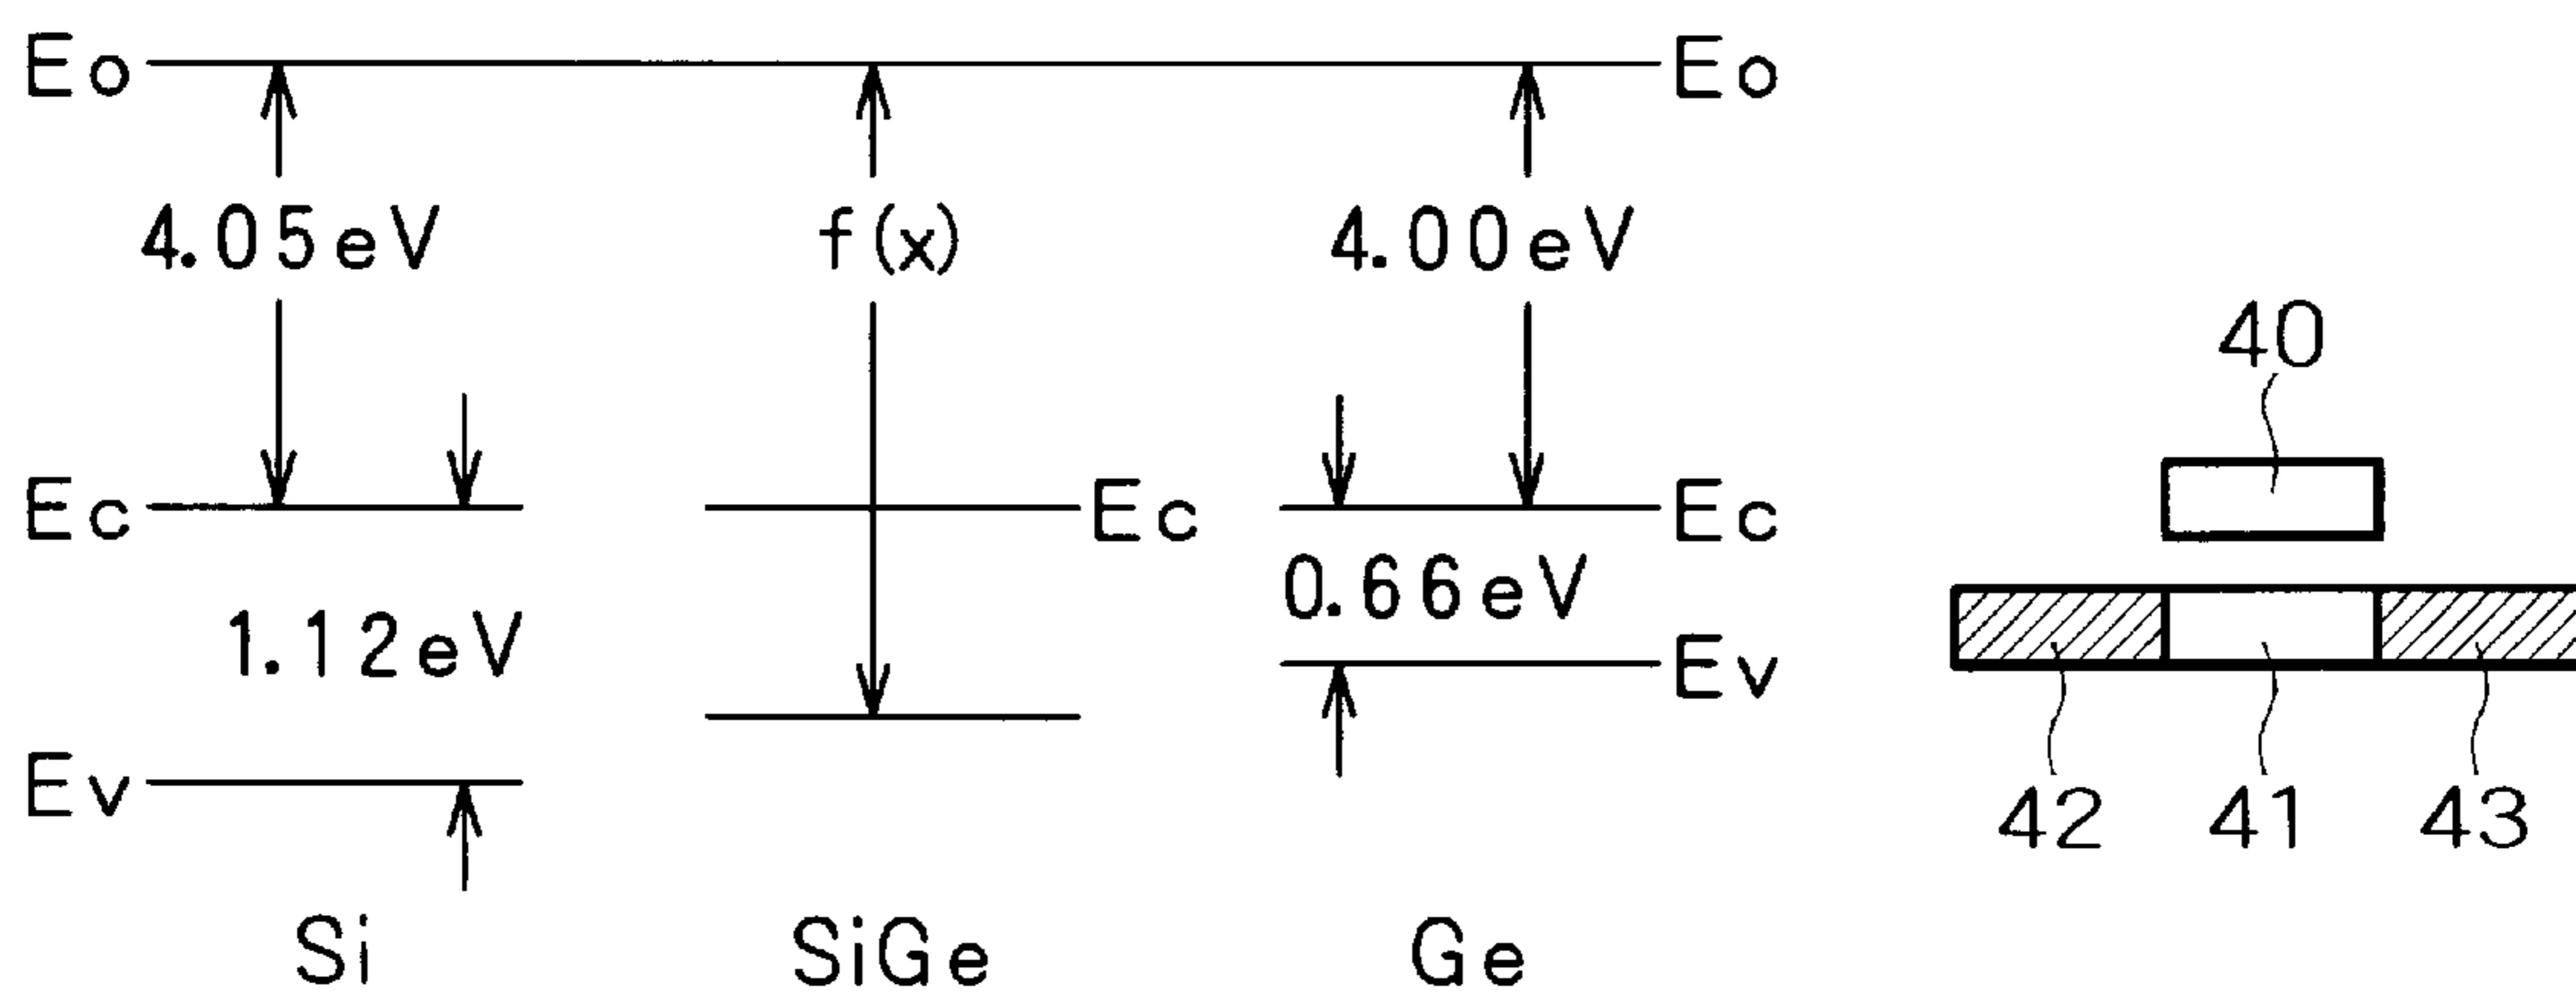 Eo Eo
4.05eV f(x) 4.00eV
40
Ec Ec Ec
0.66eV
1.12eV
Ev
Ev
42 41 43
Si SiGe Ge